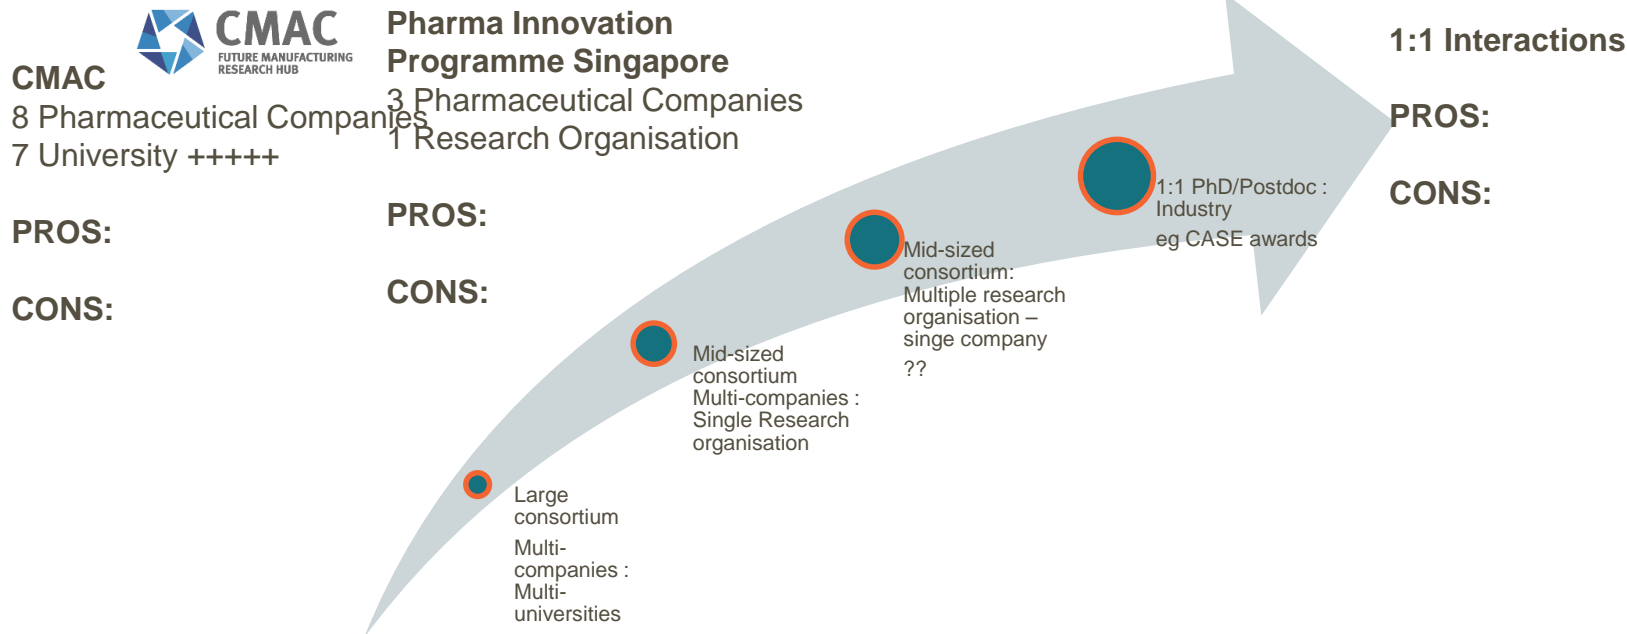 CMAC
FUTURE MANUFACTURING
RESEARCH HUB
CMAC
8 Pharmaceutical Companies
7 University +++++
PROS:
CONS:
Pharma Innovation
Programme Singapore
3 Pharmaceutical Companies
1 Research Organisation
PROS:
CONS:
1:1 Interactions
PROS:
CONS:
Large
consortium
Multi-
companies :
Multi-
universities
Mid-sized
consortium
Multi-companies :
Single Research
organisation
Mid-sized
consortium:
Multiple research
organisation –
singe company
??
1:1 PhD/Postdoc :
Industry
eg CASE awards